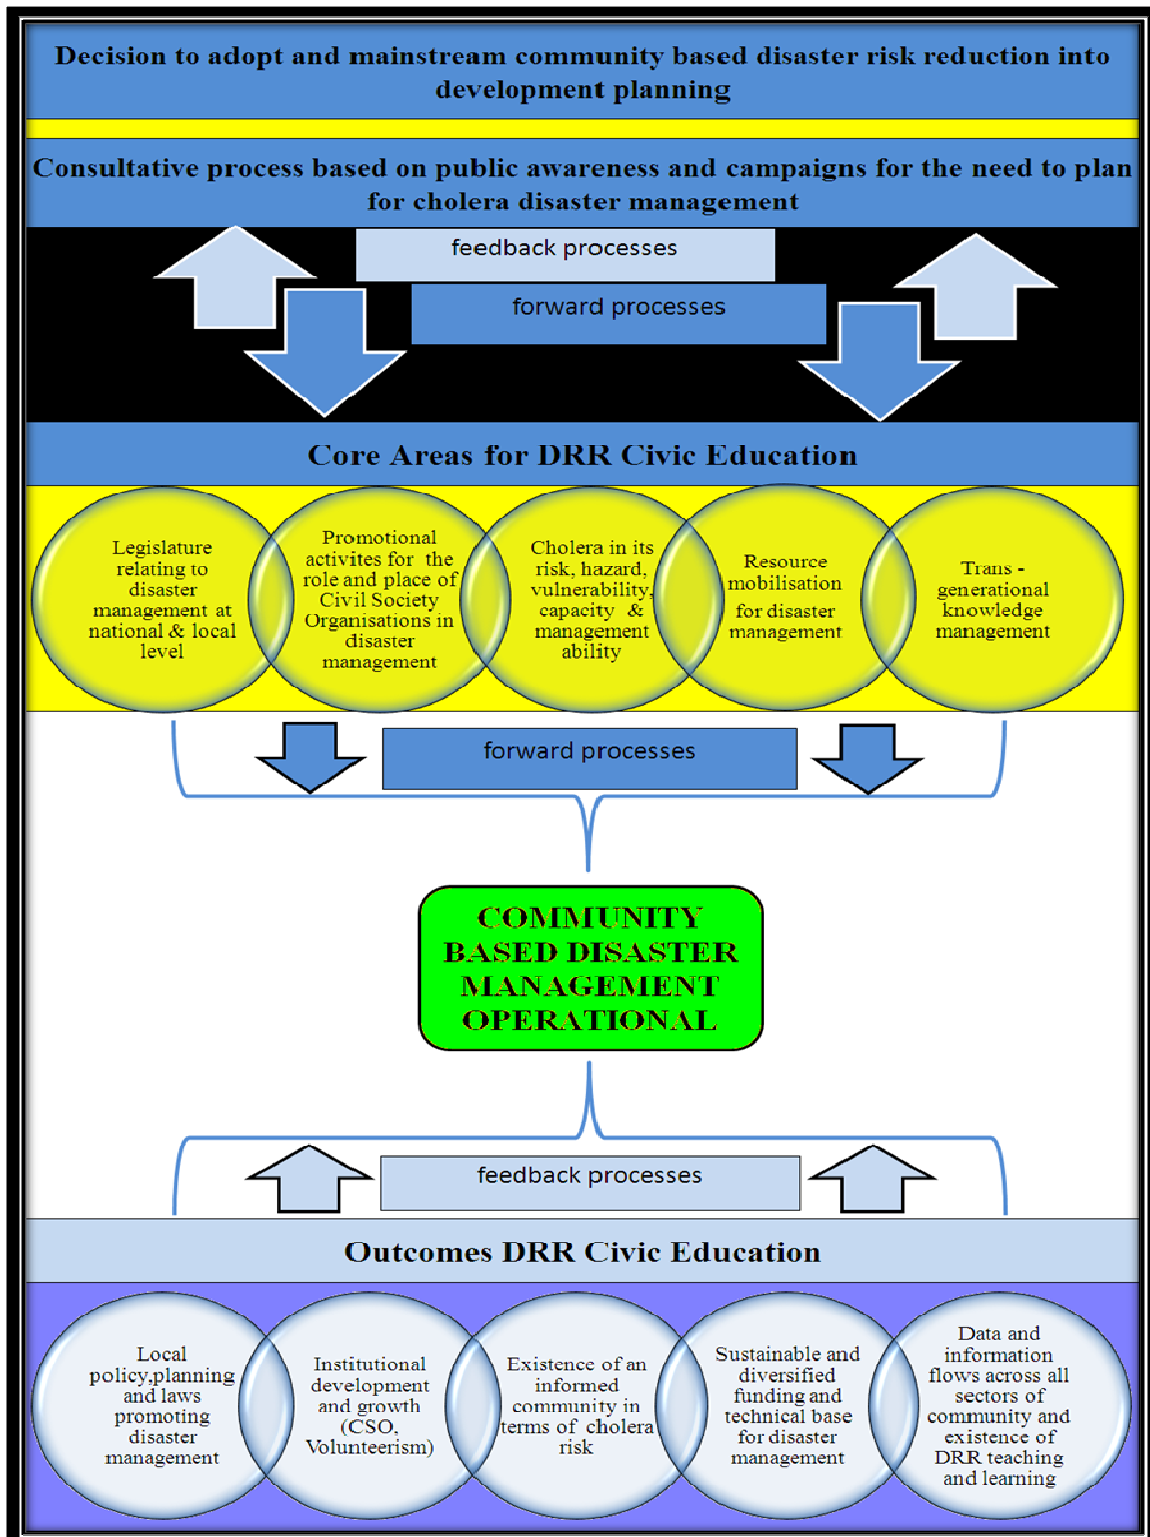 Decision to adopt and mainstream community based disaster risk reduction into
development planning
Consultative process based on public awareness and campaigns for the need to plan
for cholera disaster management
feedback processes
forward processes
Core Areas for DRR Civic Education
Legislature
relating to
disaster
management at
national & local
level
Promotional
activites for the
role and place of
Civil Society
Organisations in
disaster
management
Cholera in its
risk, hazard,
vulnerability,
capacity &
management
ability
Resource
mobilisation
for disaster
management
Trans -
generational
knowledge
management
forward processes
COMMUNITY
BASED DISASTER
MANAGEMENT
OPERATIONAL
feedback processes
Outcomes DRR Civic Education
Local
policy,planning
and laws
promoting
disaster
management
Institutional
development
and growth
(CSO,
Volunteerism)
Existence of an
informed
community in
terms of cholera
risk
Sustainable and
diversified
funding and
technical base
for disaster
management
Data and
information
flows across all
sectors of
community and
existence of
DRR teaching
and learning